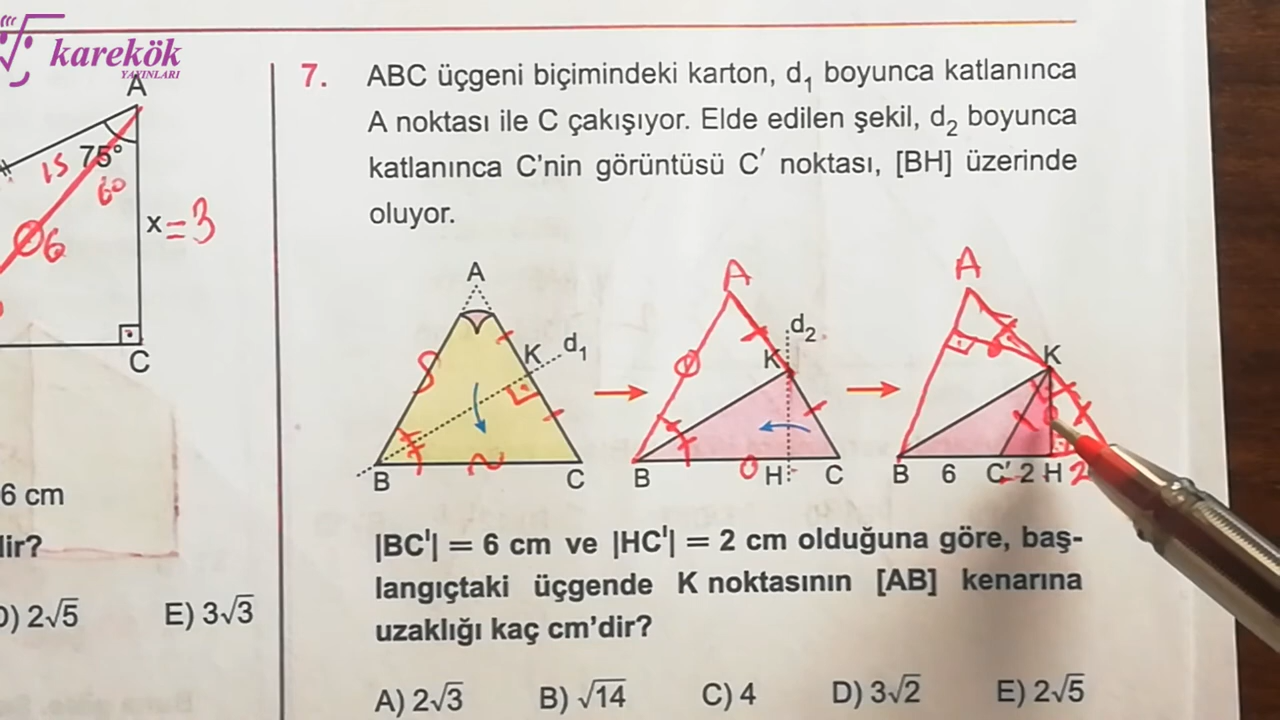 karekök
YAYINLARI
A
75°
15
60
6
x = 3
C
6 cm
dir?
D) 2√5 E) 3√3
7. ABC üçgeni biçimindeki karton, d₁ boyunca katlanınca
A noktası ile C çakışıyor. Elde edilen şekil, d₂ boyunca
katlanınca C'nin görüntüsü C′ noktası, [BH] üzerinde
oluyor.
A
K
d₁
B
C
A
d₂
K
B
H
C
A
K
B 6 C′ 2 H 2
|BC'| = 6 cm ve |HC'| = 2 cm olduğuna göre, baş-
langıçtaki üçgende K noktasının [AB] kenarına
uzaklığı kaç cm'dir?
A) 2√3 B) √14 C) 4 D) 3√2 E) 2√5